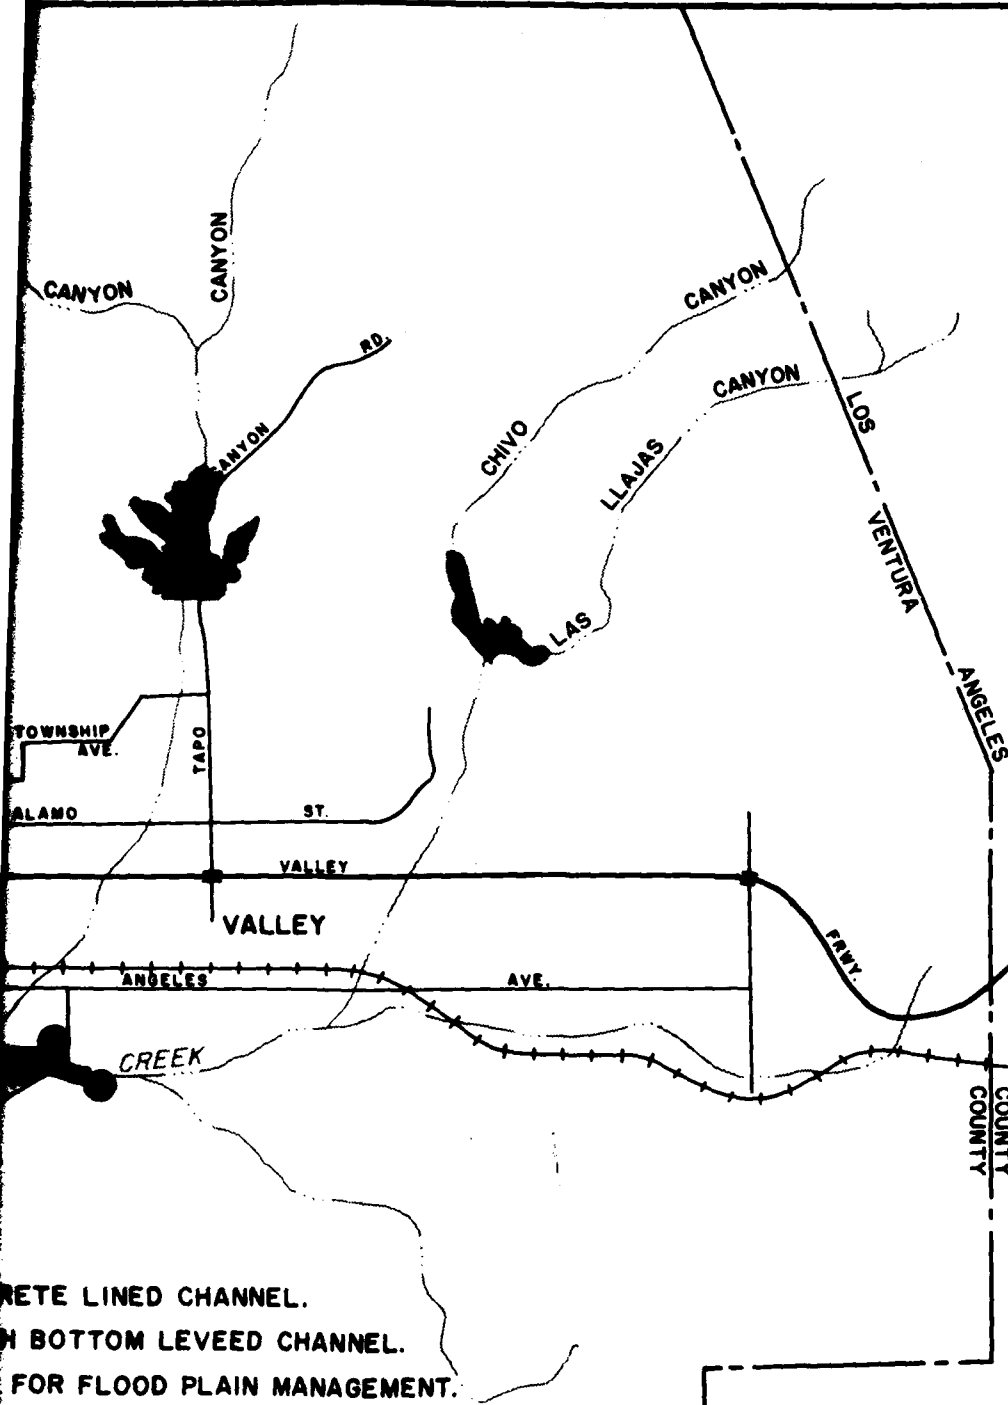 CANYON
CANYON
CANYON
RD.
CANYON
CHIVO
CANYON
LLAJAS
LAS
LOS
VENTURA
ANGELES
TOWNSHIP
AVE.
TAPO
ALAMO ST.
VALLEY
VALLEY
FRWY.
ANGELES AVE.
CREEK
COUNTY
COUNTY
RETE LINED CHANNEL.
H BOTTOM LEVEED CHANNEL.
FOR FLOOD PLAIN MANAGEMENT.